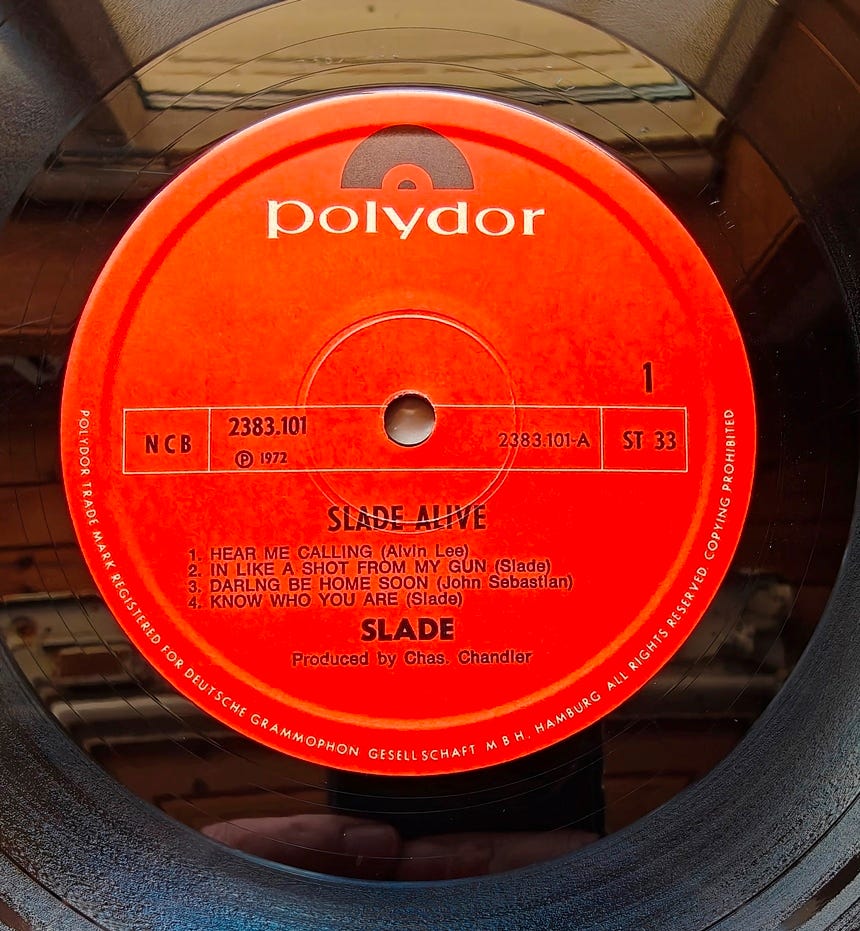 polydor
1
NCB
2383.101
℗ 1972
2383.101-A
ST 33
SLADE ALIVE
1. HEAR ME CALLING (Alvin Lee)
2. IN LIKE A SHOT FROM MY GUN (Slade)
3. DARLNG BE HOME SOON (John Sebastian)
4. KNOW WHO YOU ARE (Slade)
SLADE
Produced by Chas. Chandler
POLYDOR TRADE MARK REGISTERED FOR DEUTSCHE GRAMMOPHON GESELLSCHAFT M B H. HAMBURG ALL RIGHTS RESERVED COPYING PROHIBITED